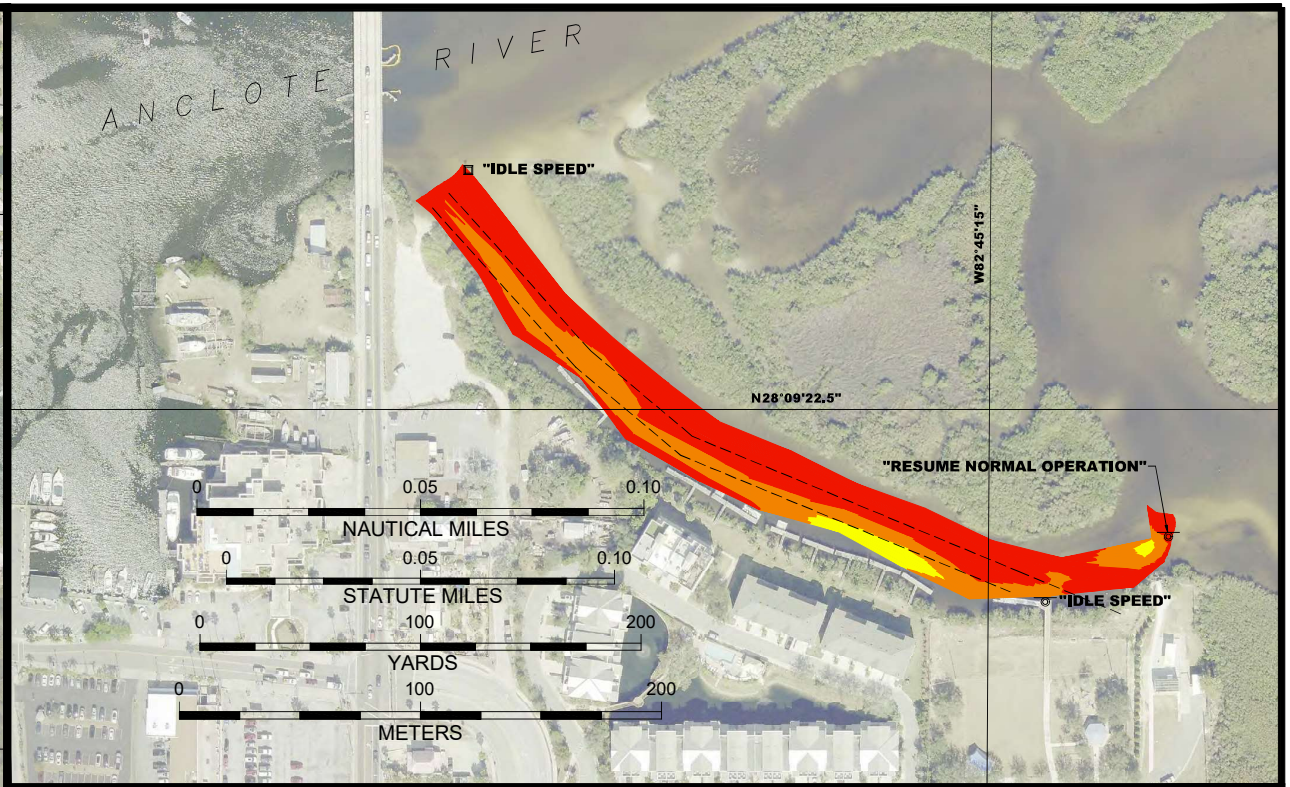 ANCLOTE RIVER
"IDLE SPEED"
W82°45'15"
N28°09'22.5"
"RESUME NORMAL OPERATION"
0 0.05 0.10
NAUTICAL MILES
0 0.05 0.10
STATUTE MILES
"IDLE SPEED"
0 100 200
YARDS
0 100 200
METERS